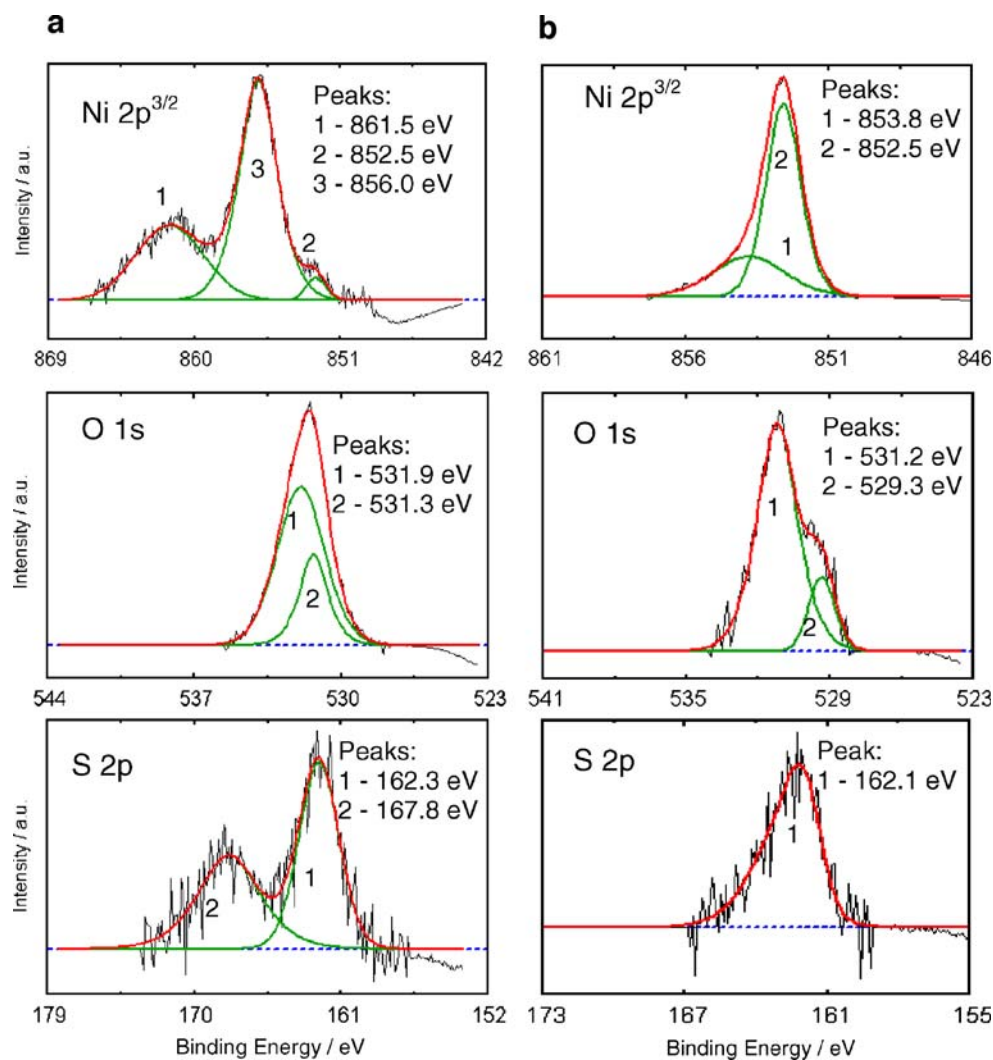 a
Ni 2p3/2
Peaks:
1 - 861.5 eV
2 - 852.5 eV
3 - 856.0 eV
1
3
2
Intensity / a.u.
869 860 851 842
O 1s
Peaks:
1 - 531.9 eV
2 - 531.3 eV
1
2
Intensity / a.u.
544 537 530 523
S 2p
Peaks:
1 - 162.3 eV
2 - 167.8 eV
1
2
Intensity / a.u.
179 170 161 152
Binding Energy / eV
b
Ni 2p3/2
Peaks:
1 - 853.8 eV
2 - 852.5 eV
2
1
861 856 851 846
O 1s
Peaks:
1 - 531.2 eV
2 - 529.3 eV
1
2
541 535 529 523
S 2p
Peak:
1 - 162.1 eV
1
173 167 161 155
Binding Energy / eV